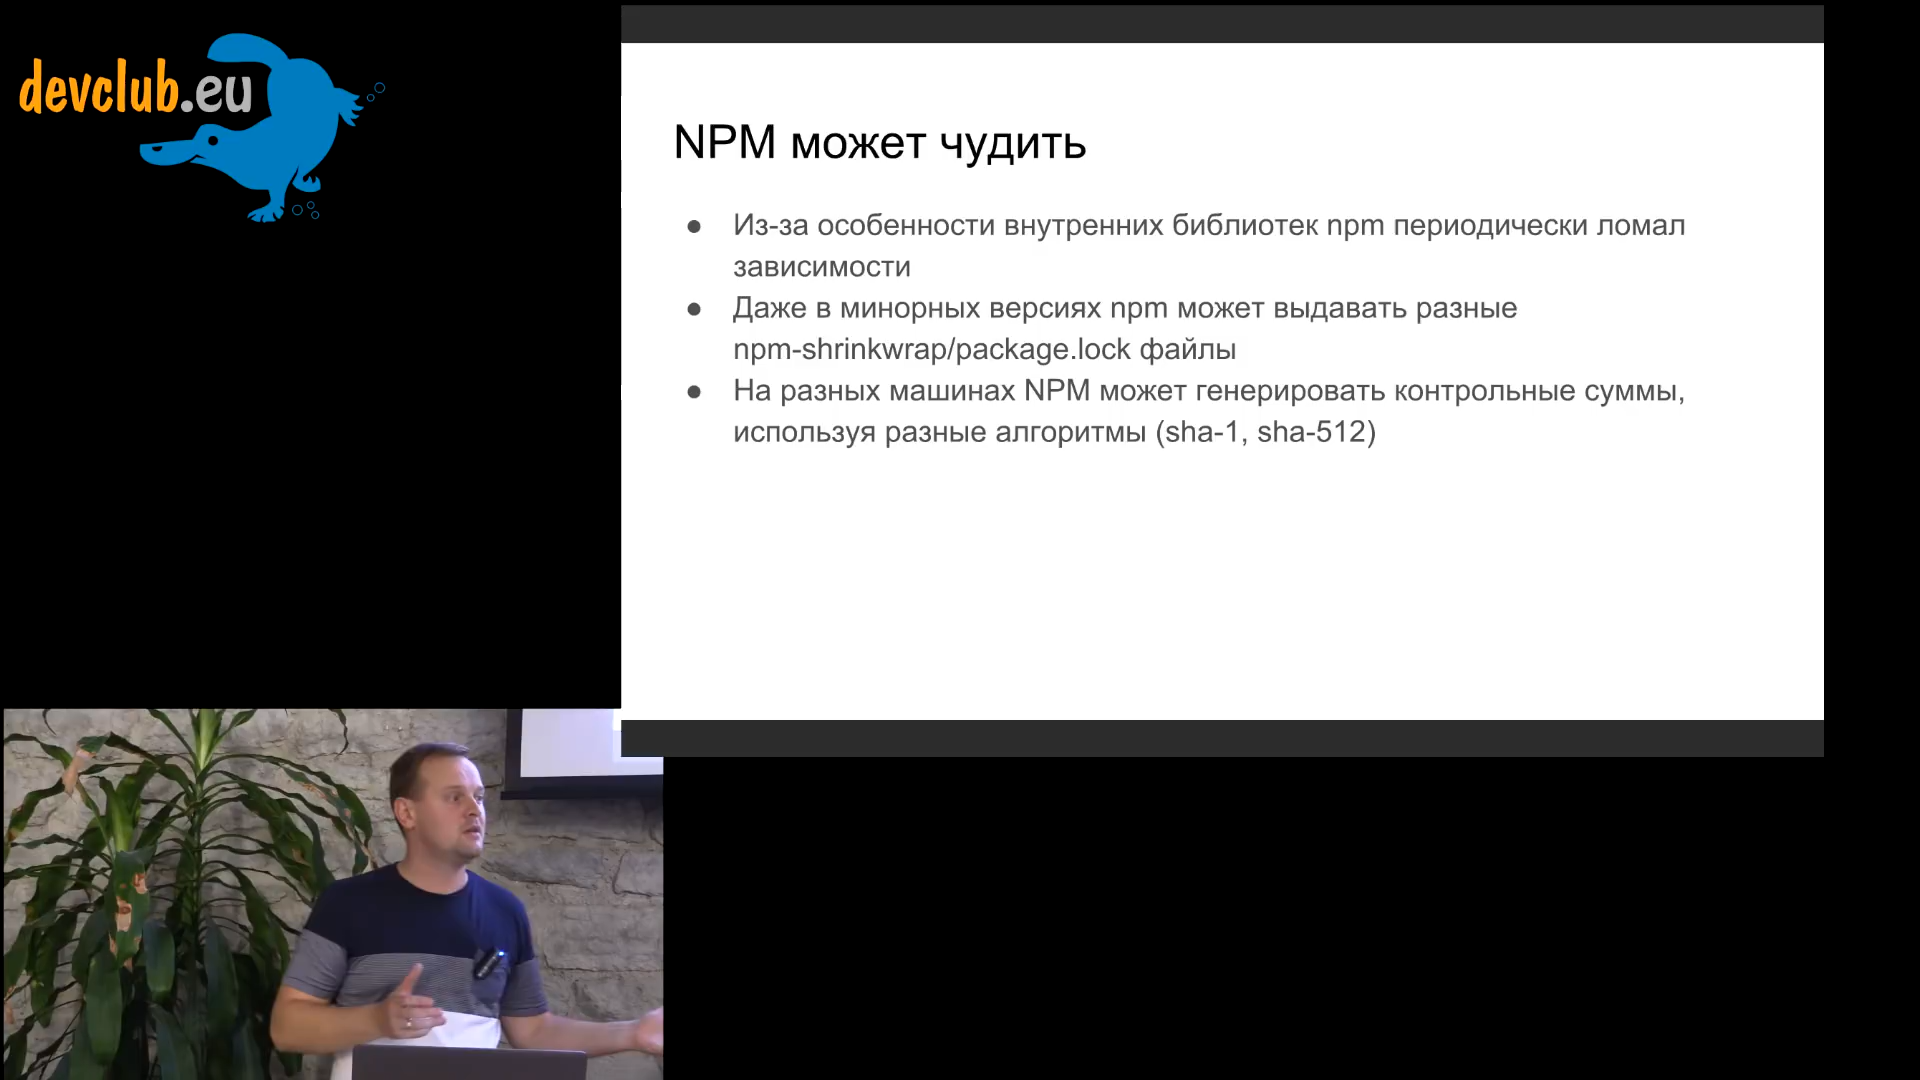 devclub.eu
NPM может чудить
● Из-за особенности внутренних библиотек npm периодически ломал
зависимости
● Даже в минорных версиях npm может выдавать разные
npm-shrinkwrap/package.lock файлы
● На разных машинах NPM может генерировать контрольные суммы,
используя разные алгоритмы (sha-1, sha-512)